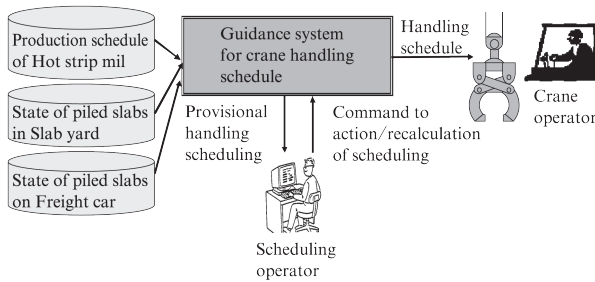 Production schedule
of Hot strip mil
State of piled slabs
in Slab yard
State of piled slabs
on Freight car
Guidance system
for crane handling
schedule
Handling
schedule
Crane
operator
Provisional
handling
scheduling
Command to
action/recalculation
of scheduling
Scheduling
operator